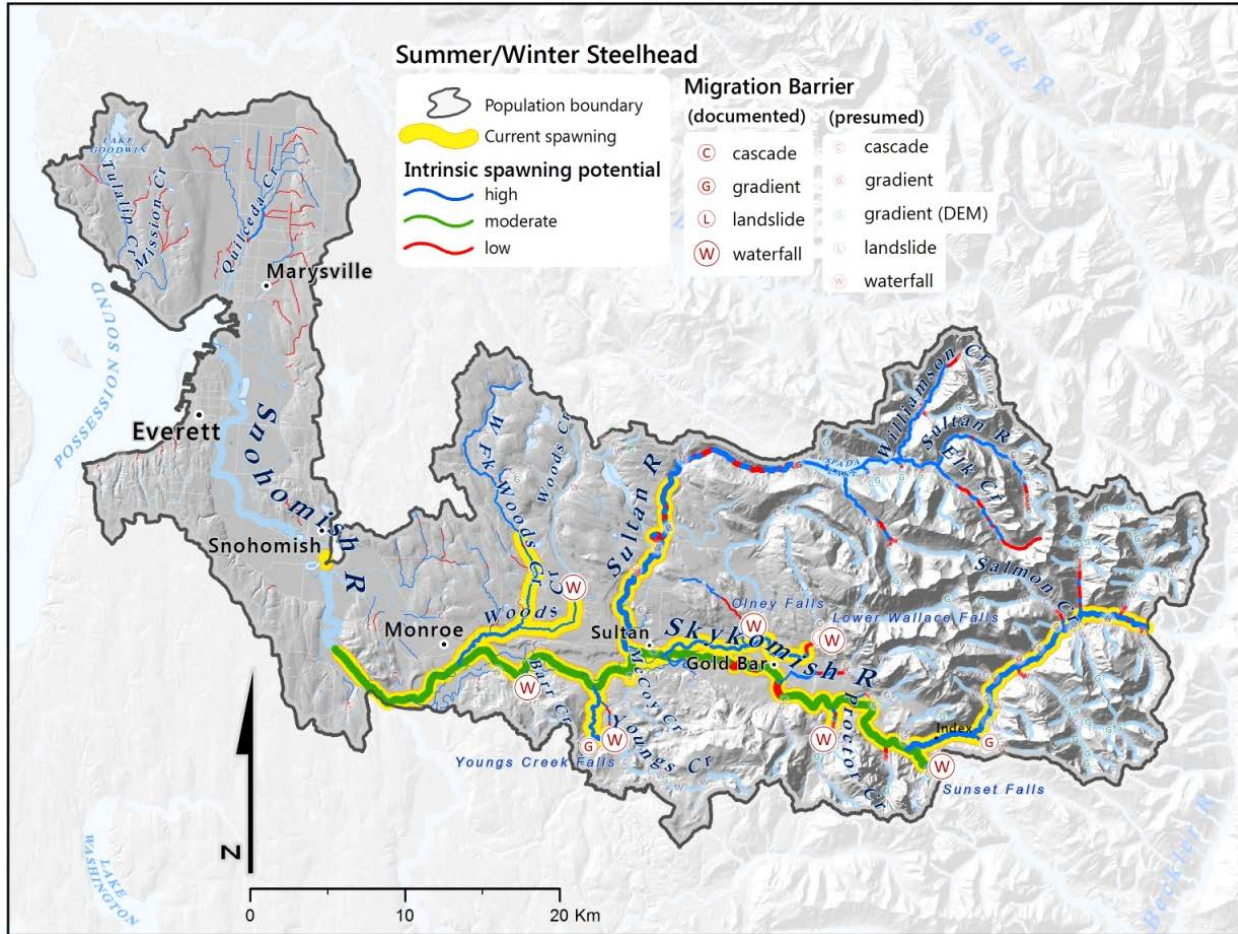 Summer/Winter Steelhead
Population boundary
Current spawning
Intrinsic spawning potential
high
moderate
low
Migration Barrier
(documented)
(presumed)
C cascade
G gradient
L landslide
W waterfall
C cascade
G gradient
G gradient (DEM)
L landslide
W waterfall
Sauk R
LAKE
GOODWIN
Tulalip Cr
Mission Cr
Quilceda Cr
Marysville
POSSESSION SOUND
Everett
Snohomish R
Snohomish
W Fk Woods Cr
Woods Cr
Woods Cr
Monroe
Sultan R
Sultan
SPADA
LAKE
Williamson Cr
Sultan R
Elk Cr
Salmon Cr
Olney Falls
Lower Wallace Falls
Skykomish R
Gold Bar
McCoy Cr
Barr Cr
Youngs Cr
Youngs Creek Falls
Proctor Cr
Index
Sunset Falls
W
W
W
W
W
W
W
G
G
Beckler R
LAKE
WASHINGTON
N
0 10 20 Km